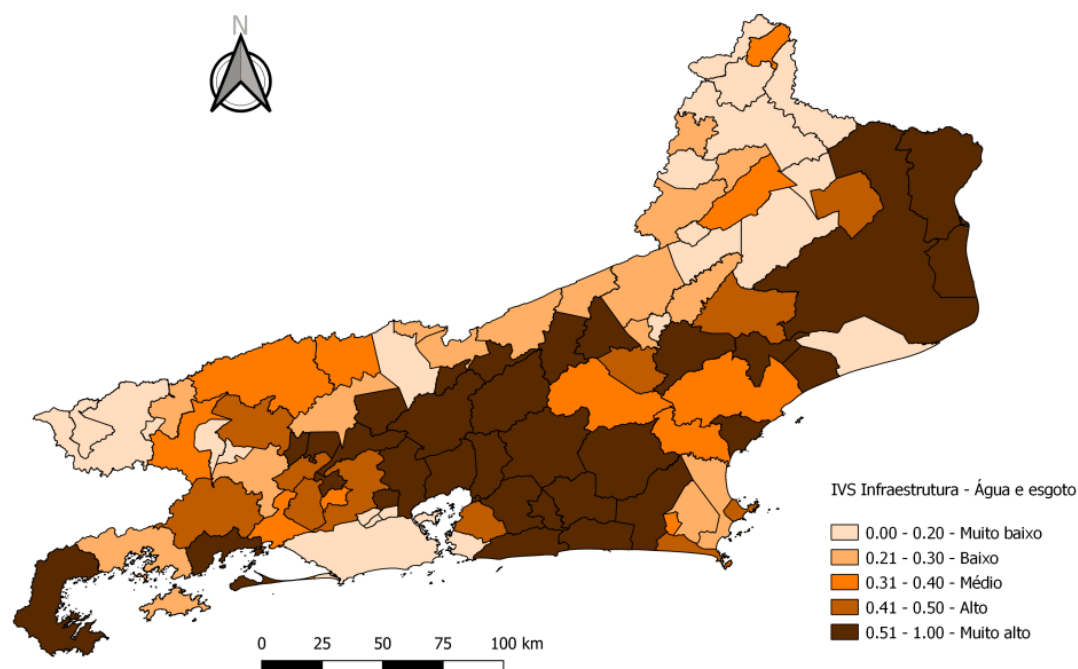 N
IVS Infraestrutura - Água e esgoto
0.00 - 0.20 - Muito baixo
0.21 - 0.30 - Baixo
0.31 - 0.40 - Médio
0.41 - 0.50 - Alto
0.51 - 1.00 - Muito alto
0 25 50 75 100 km